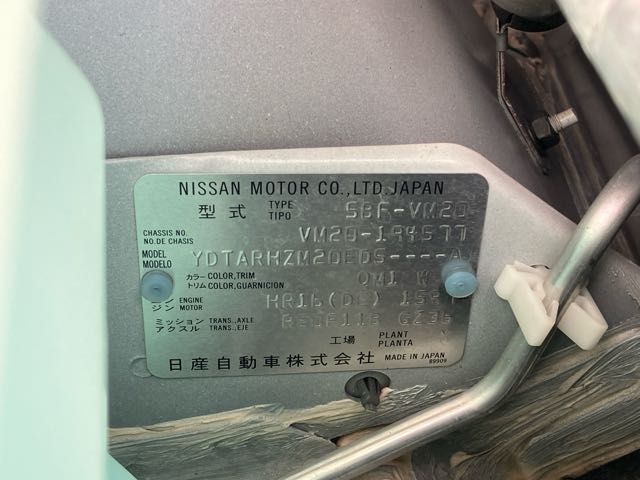 NISSAN MOTOR CO.,LTD.JAPAN
型式 TYPE TIPO 5BF-VM20
CHASSIS NO. NO.DE CHASIS VM20-194577
MODEL MODELO YDTARHZM20EDS----A
カラー COLOR,TRIM トリム COLOR,GUARNICION QM1
エンジン ENGINE MOTOR HR16(DE) 159
ミッション TRANS.,AXLE アクスル TRANS.,EJE GZ35
工場 PLANT PLANTA
日産自動車株式会社 MADE IN JAPAN
89909